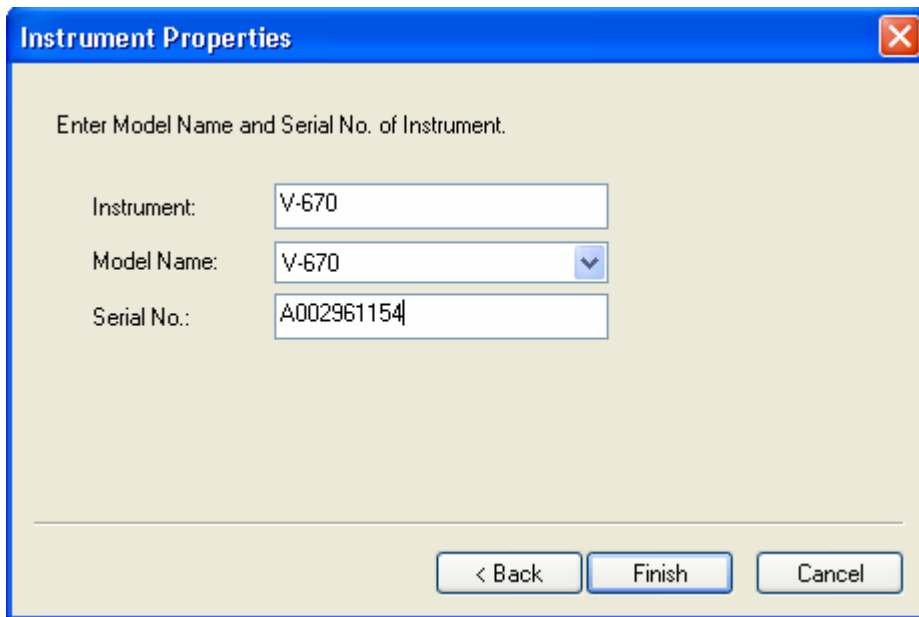 Instrument Properties
Enter Model Name and Serial No. of Instrument.
Instrument: V-670
Model Name: V-670
Serial No.: A002961154
< Back Finish Cancel